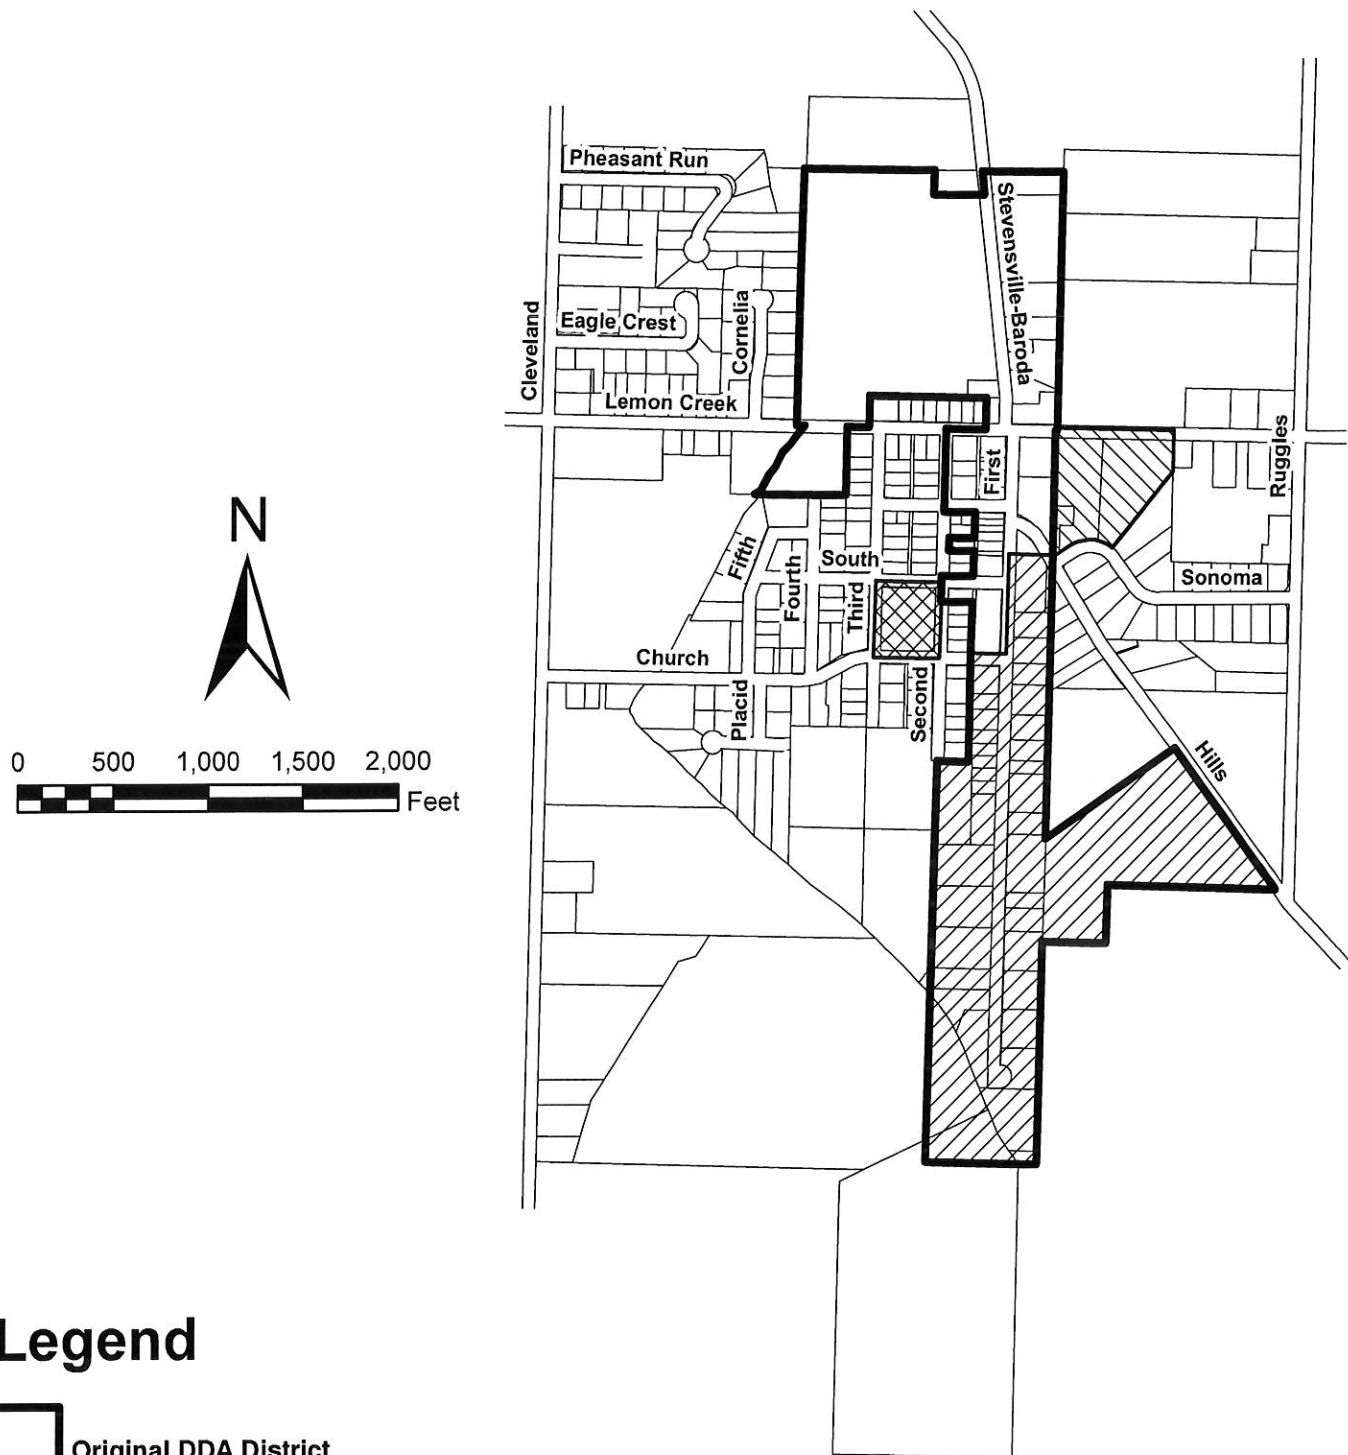 Pheasant Run
Stevensville-Baroda
Cornelia
Eagle Crest
Cleveland
Lemon Creek
Ruggles
First
N
Fifth
South
Fourth
Third
Sonoma
Church
Placid
Second
Hills
0 500 1,000 1,500 2,000
Feet
Legend
Original DDA District